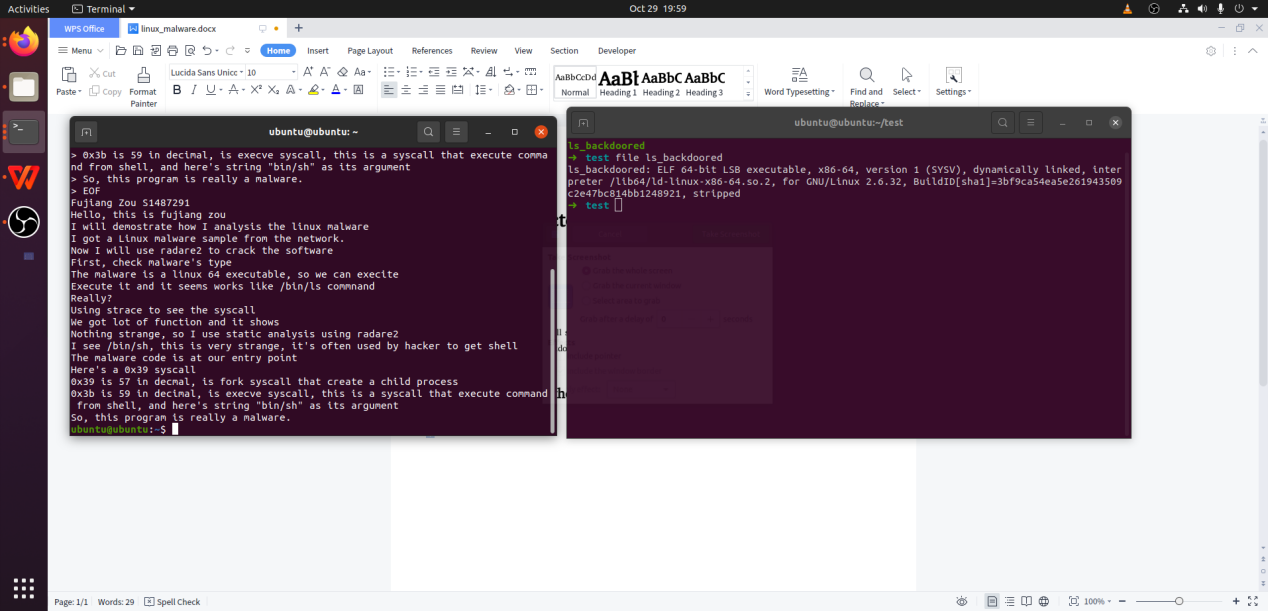 Activities
Terminal
Oct 29 19:59
WPS Office
linux_malware.docx
Menu
Home
Insert
Page Layout
References
Review
View
Section
Developer
Paste
Cut
Copy
Format
Painter
Lucida Sans Unic
10
B I U A X² X₂ A A A
AaBbCcDd
Normal
AaBb
Heading 1
AaBbC
Heading 2
AaBbC
Heading 3
Word Typesetting
Find and
Replace
Select
Settings
ubuntu@ubuntu: ~
> 0x3b is 59 in decimal, is execve syscall, this is a syscall that execute comma
nd from shell, and here's string "bin/sh" as its argument
> So, this program is really a malware.
> EOF
Fujiang Zou S1487291
Hello, this is fujiang zou
I will demostrate how I analysis the linux malware
I got a Linux malware sample from the network.
Now I will use radare2 to crack the software
First, check malware's type
The malware is a linux 64 executable, so we can execite
Execute it and it seems works like /bin/ls commnand
Really?
Using strace to see the syscall
We got lot of function and it shows
Nothing strange, so I use static analysis using radare2
I see /bin/sh, this is very strange, it's often used by hacker to get shell
The malware code is at our entry point
Here's a 0x39 syscall
0x39 is 57 in decmal, is fork syscall that create a child process
0x3b is 59 in decimal, is execve syscall, this is a syscall that execute command
from shell, and here's string "bin/sh" as its argument
So, this program is really a malware.
ubuntu@ubuntu:~$
ubuntu@ubuntu:~/test
ls_backdoored
→ test file ls_backdoored
ls_backdoored: ELF 64-bit LSB executable, x86-64, version 1 (SYSV), dynamically linked, inter
preter /lib64/ld-linux-x86-64.so.2, for GNU/Linux 2.6.32, BuildID[sha1]=3bf9ca54ea5e261943509
c2e47bc814bb1248921, stripped
→ test
Page: 1/1
Words: 29
Spell Check
100%